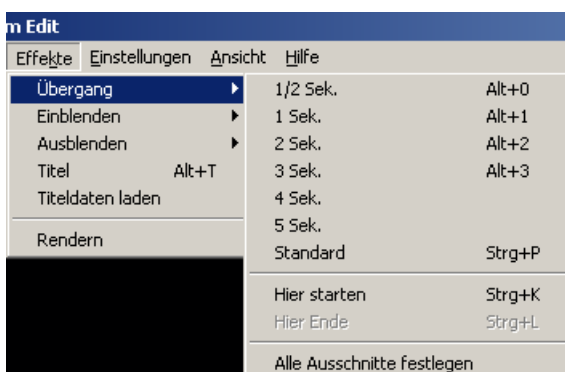 m Edit
Effekte Einstellungen Ansicht Hilfe
Übergang
Einblenden
Ausblenden
Titel Alt+T
Titeldaten laden
Rendern
1/2 Sek. Alt+0
1 Sek. Alt+1
2 Sek. Alt+2
3 Sek. Alt+3
4 Sek.
5 Sek.
Standard Strg+P
Hier starten Strg+K
Hier Ende Strg+L
Alle Ausschnitte festlegen